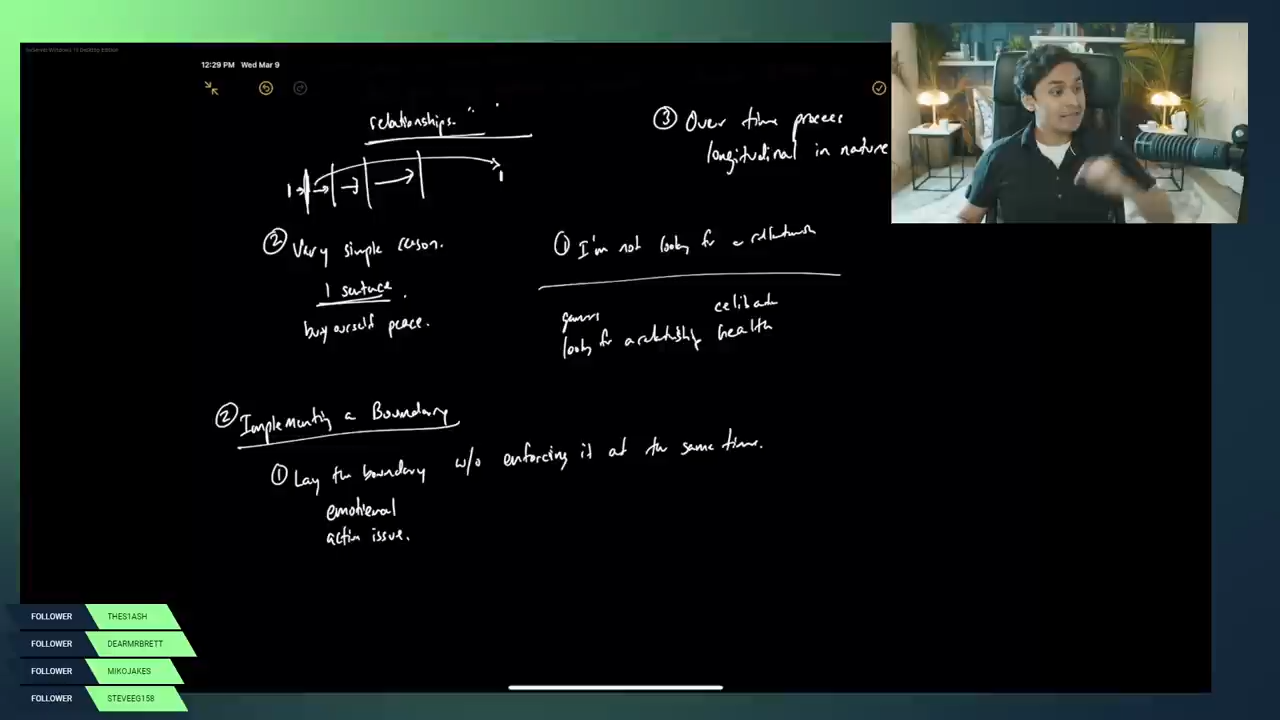 12:29 PM Wed Mar 9
relationships.
③ Over time process
longitudinal in nature
② Very simple reason.
1 sentence.
buy yourself peace.
① I'm not looking for a relationship
celibate
looking for a relationship health
② Implementing a Boundary
① Lay the boundary w/o enforcing it at the same time.
emotional
action issue.
FOLLOWER THES1ASH
FOLLOWER DEARMRBRETT
FOLLOWER MIKOJAKES
FOLLOWER STEVEEG158